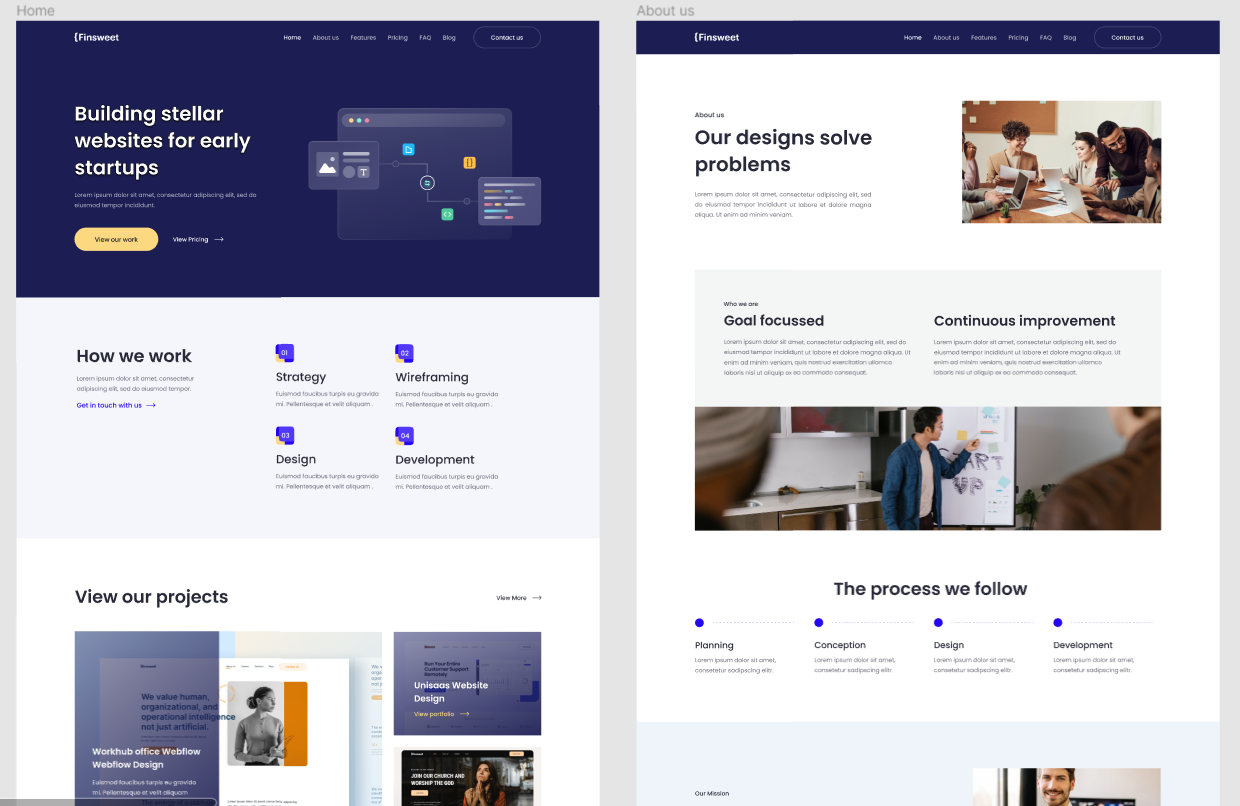 Home
{Finsweet
Home
About us
Features
Pricing
FAQ
Blog
Contact us
Building stellar
websites for early
startups
Lorem ipsum dolor sit amet, consectetur adipiscing elit, sed do
eiusmod tempor incididunt.
View our work
View Pricing
How we work
Lorem ipsum dolor sit amet, consectetur
adipiscing elit, sed do eiusmod tempor.
Get in touch with us
01
Strategy
Euismod faucibus turpis eu gravida
mi. Pellentesque et velit aliquam .
02
Wireframing
Euismod faucibus turpis eu gravida
mi. Pellentesque et velit aliquam .
03
Design
Euismod faucibus turpis eu gravida
mi. Pellentesque et velit aliquam .
04
Development
Euismod faucibus turpis eu gravida
mi. Pellentesque et velit aliquam .
View our projects
View More
We value human,
organizational, and
operational intelligence
not just artificial.
Workhub office Webflow
Webflow Design
Euismod faucibus turpis eu gravida
mi. Pellentesque et velit aliquam
Run Your Entire
Customer Support
Remotely
Unisaas Website
Design
View portfolio
JOIN OUR CHURCH AND
WORSHIP THE GOD
About us
{Finsweet
Home
About us
Features
Pricing
FAQ
Blog
Contact us
About us
Our designs solve
problems
Lorem ipsum dolor sit amet, consectetur adipiscing elit, sed
do eiusmod tempor incididunt ut labore et dolore magna
aliqua. Ut enim ad minim veniam.
Who we are
Goal focussed
Lorem ipsum dolor sit amet, consectetur adipiscing elit, sed do
eiusmod tempor incididunt ut labore et dolore magna aliqua. Ut
enim ad minim veniam, quis nostrud exercitation ullamco
laboris nisi ut aliquip ex ea commodo consequat.
Continuous improvement
Lorem ipsum dolor sit amet, consectetur adipiscing elit, sed do
eiusmod tempor incididunt ut labore et dolore magna aliqua. Ut
enim ad minim veniam, quis nostrud exercitation ullamco
laboris nisi ut aliquip ex ea commodo consequat.
The process we follow
Planning
Lorem ipsum dolor sit amet,
consetetur sadipscing elitr.
Conception
Lorem ipsum dolor sit amet,
consetetur sadipscing elitr.
Design
Lorem ipsum dolor sit amet,
consetetur sadipscing elitr.
Development
Lorem ipsum dolor sit amet,
consetetur sadipscing elitr.
Our Mission